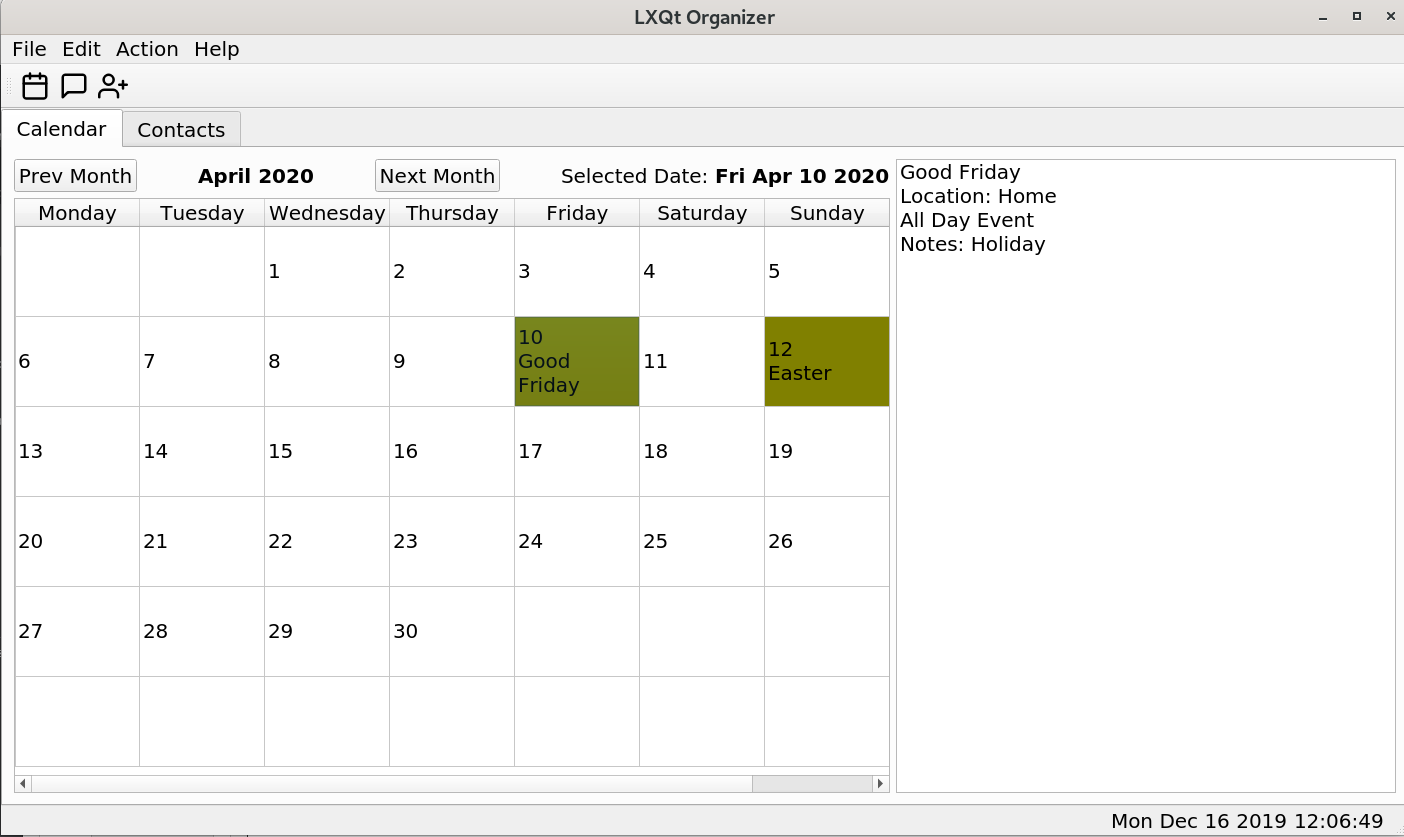 LXQt Organizer
File Edit Action Help
Calendar Contacts
Prev Month April 2020 Next Month Selected Date: Fri Apr 10 2020
Monday Tuesday Wednesday Thursday Friday Saturday Sunday
1 2 3 4 5
6 7 8 9 10 Good Friday 11 12 Easter
13 14 15 16 17 18 19
20 21 22 23 24 25 26
27 28 29 30
Good Friday
Location: Home
All Day Event
Notes: Holiday
Mon Dec 16 2019 12:06:49